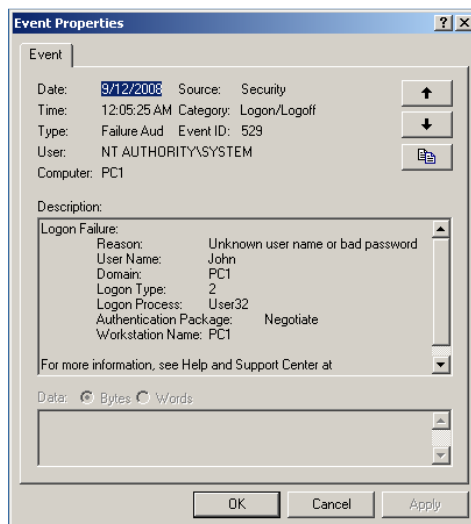 Event Properties
Event
Date: 9/12/2008 Source: Security
Time: 12:05:25 AM Category: Logon/Logoff
Type: Failure Aud Event ID: 529
User: NT AUTHORITY\SYSTEM
Computer: PC1
Description:
Logon Failure:
Reason: Unknown user name or bad password
User Name: John
Domain: PC1
Logon Type: 2
Logon Process: User32
Authentication Package: Negotiate
Workstation Name: PC1
For more information, see Help and Support Center at
Data: Bytes Words
OK Cancel Apply